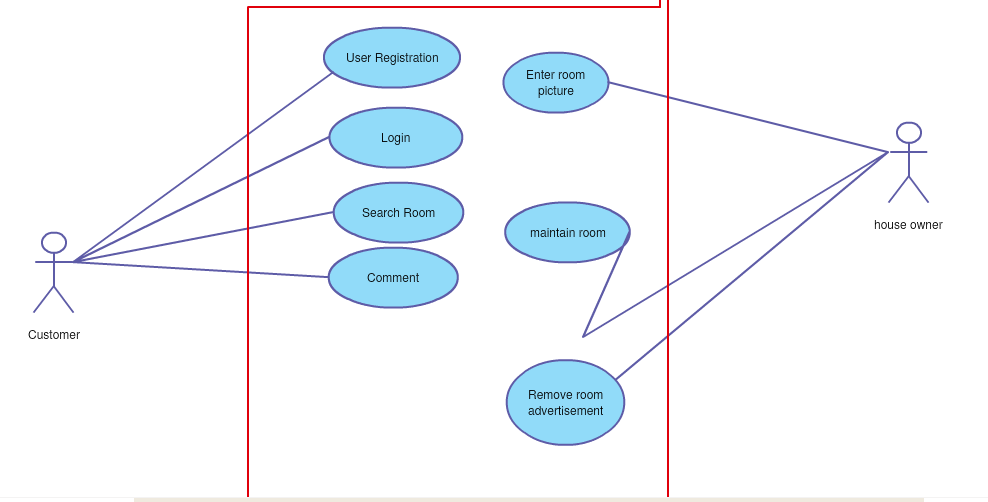 User Registration
Enter room
picture
Login
Search Room
maintain room
house owner
Comment
Customer
Remove room
advertisement